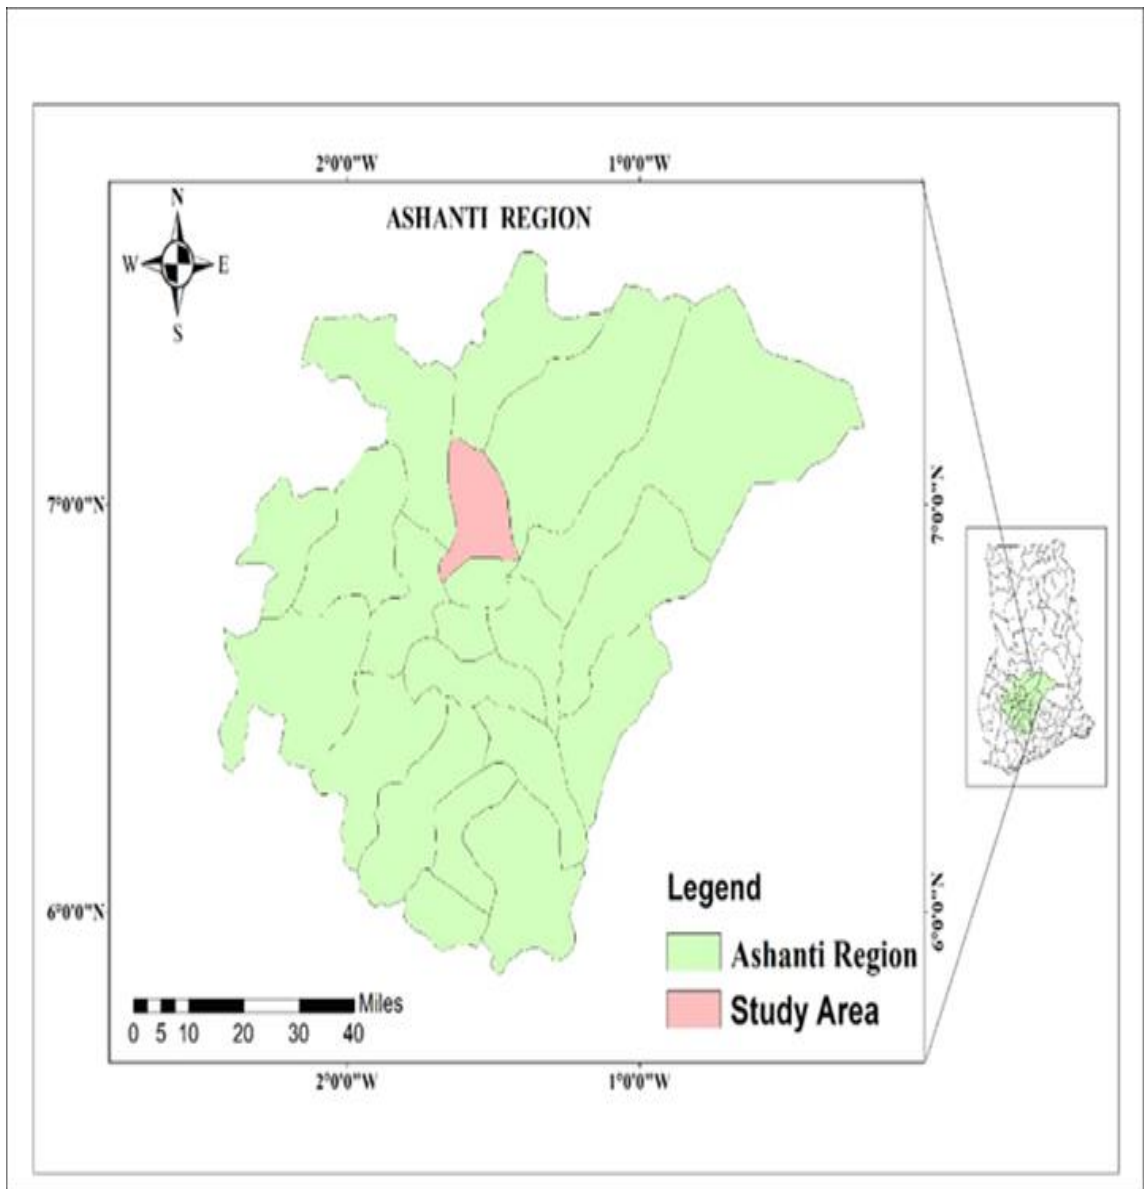 2°0'0"W 1°0'0"W
ASHANTI REGION
N
W E
S
7°0'0"N 7°0'0"N
6°0'0"N 6°0'0"N
Legend
Ashanti Region
Study Area
Miles
0 5 10 20 30 40
2°0'0"W 1°0'0"W